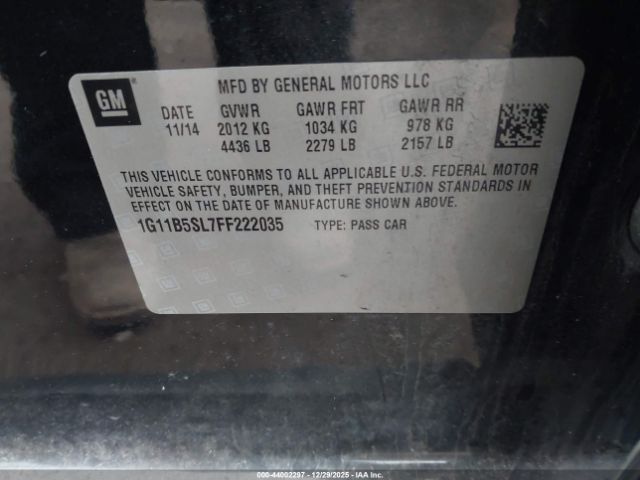 GM
MFD BY GENERAL MOTORS LLC
DATE GVWR GAWR FRT GAWR RR
11/14 2012 KG 1034 KG 978 KG
4436 LB 2279 LB 2157 LB
THIS VEHICLE CONFORMS TO ALL APPLICABLE U.S. FEDERAL MOTOR
VEHICLE SAFETY, BUMPER, AND THEFT PREVENTION STANDARDS IN
EFFECT ON THE DATE OF MANUFACTURE SHOWN ABOVE.
1G11B5SL7FF222035 TYPE: PASS CAR
000-44002297 - 12/29/2025 - IAAI.COM